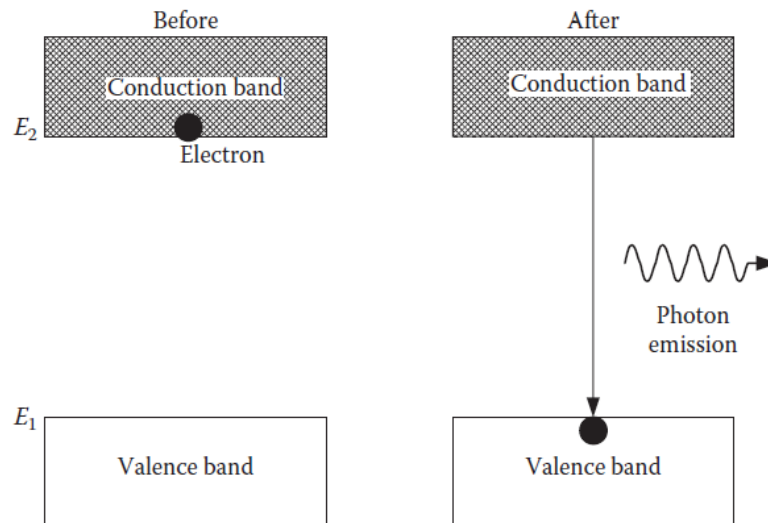 Before
After
Conduction band
Conduction band
E₂
Electron
Photon
emission
E₁
Valence band
Valence band